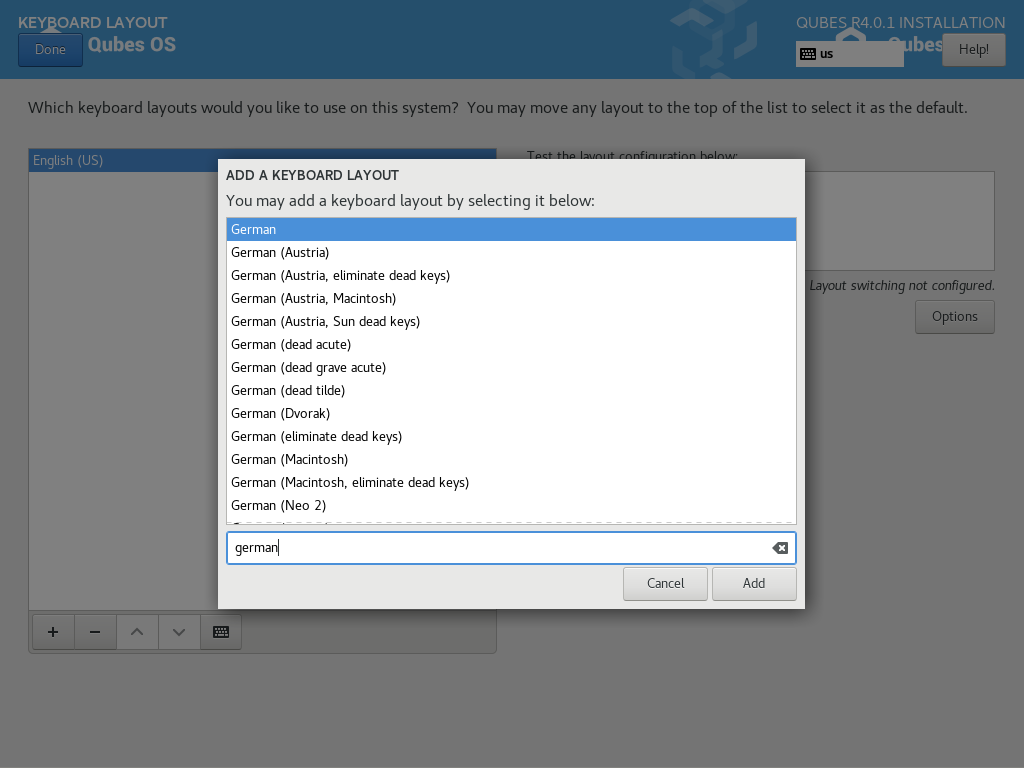 KEYBOARD LAYOUT
QUBES R4.0.1 INSTALLATION
Done
Qubes OS
us
Help!
Which keyboard layouts would you like to use on this system?  You may move any layout to the top of the list to select it as the default.
English (US)
Test the layout configuration below:
ADD A KEYBOARD LAYOUT
You may add a keyboard layout by selecting it below:
German
German (Austria)
German (Austria, eliminate dead keys)
German (Austria, Macintosh)
German (Austria, Sun dead keys)
German (dead acute)
German (dead grave acute)
German (dead tilde)
German (Dvorak)
German (eliminate dead keys)
German (Macintosh)
German (Macintosh, eliminate dead keys)
German (Neo 2)
Layout switching not configured.
Options
german
Cancel
Add